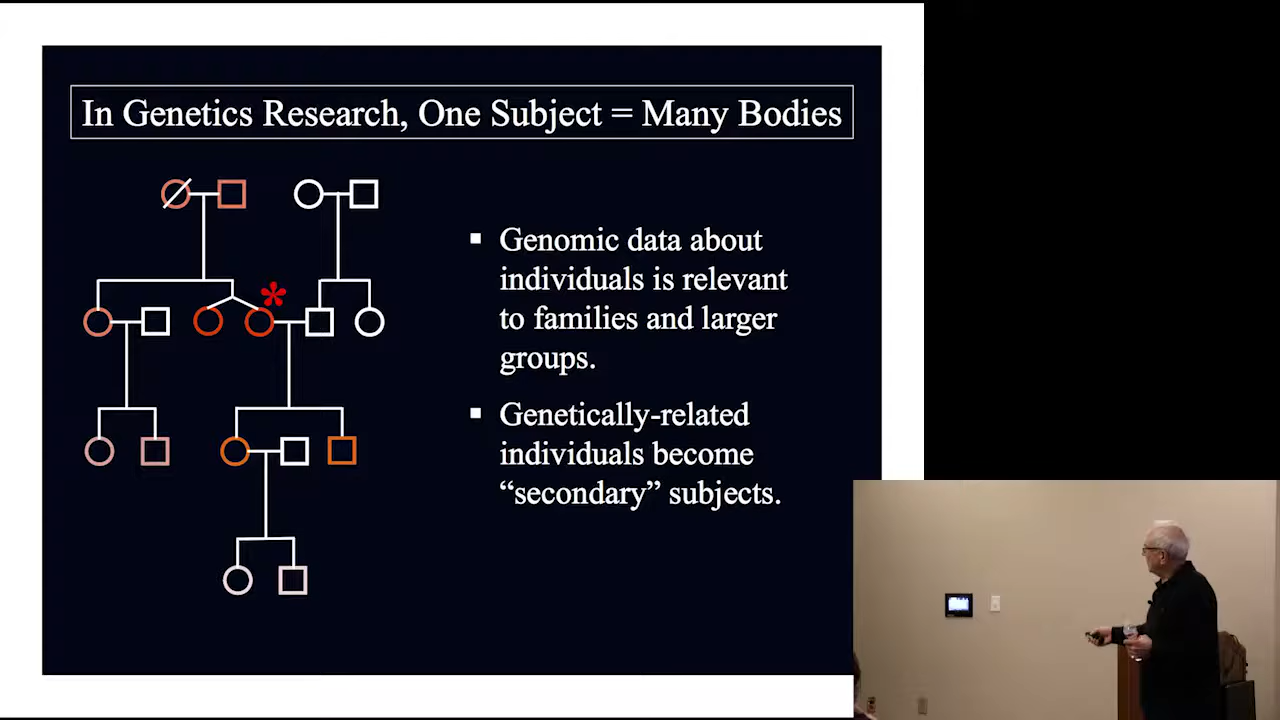 In Genetics Research, One Subject = Many Bodies
*
▪ Genomic data about
individuals is relevant
to families and larger
groups.
▪ Genetically-related
individuals become
“secondary” subjects.